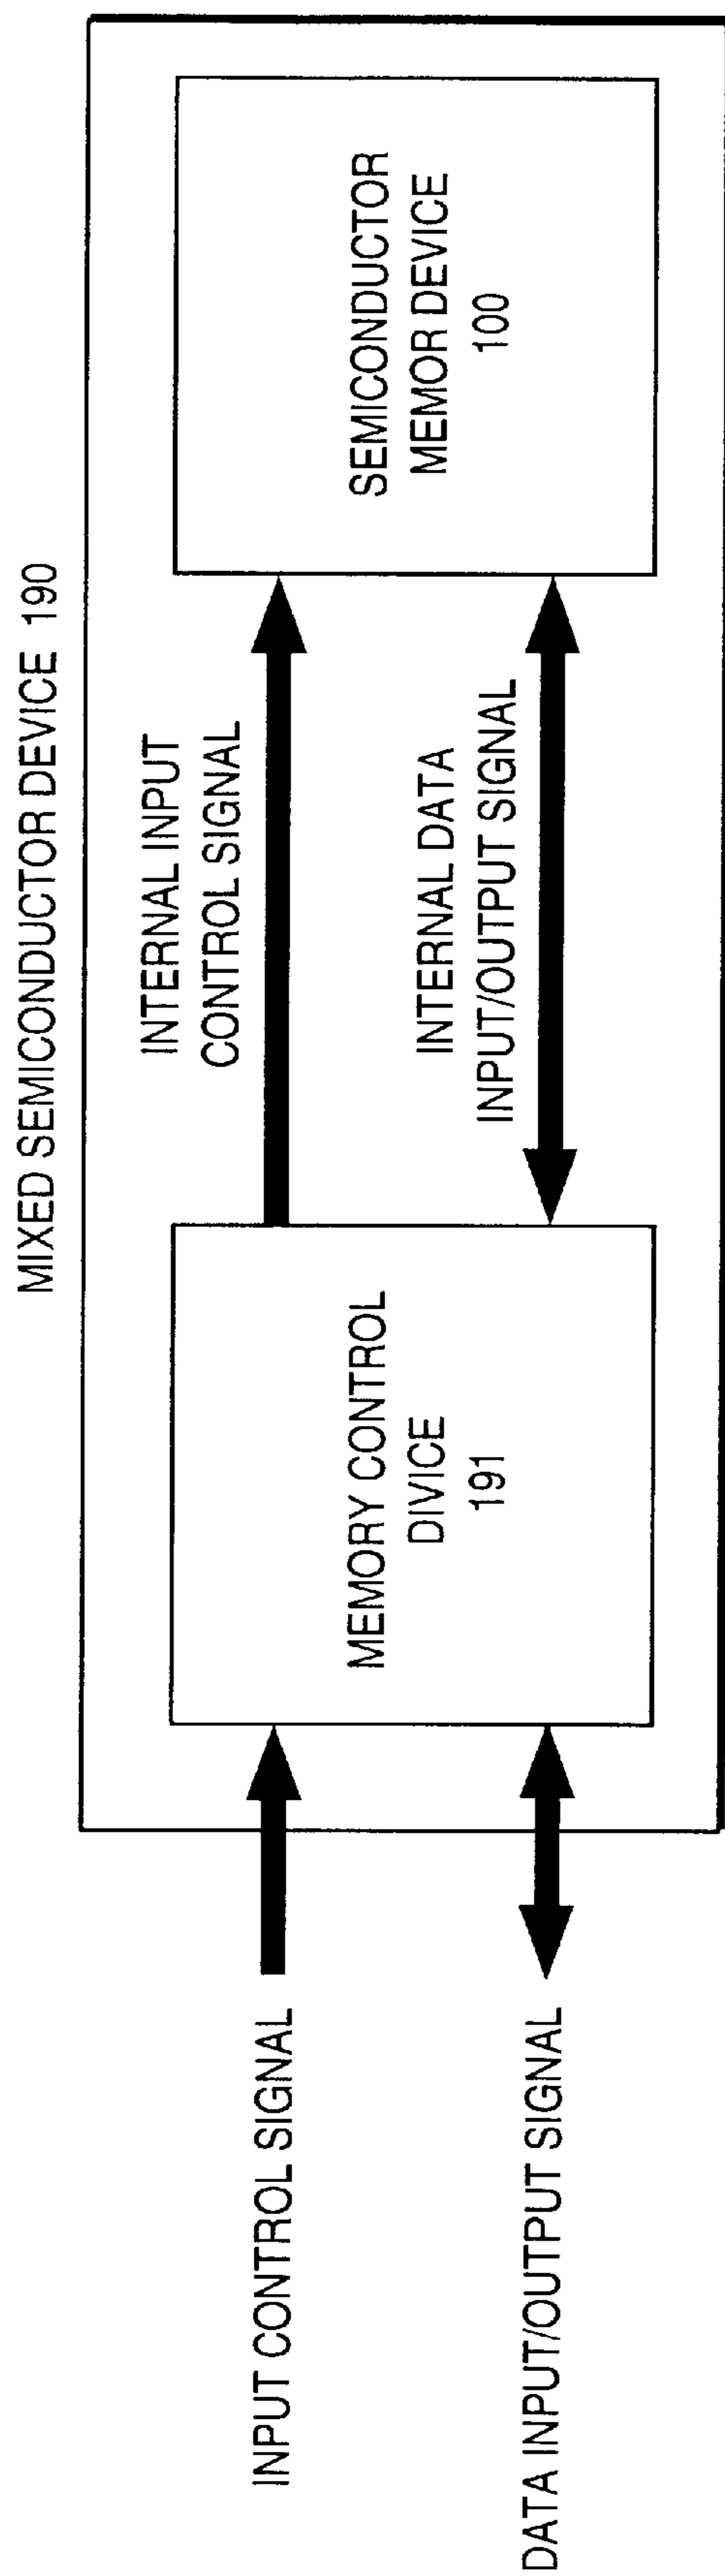 MIXED SEMICONDUCTOR DEVICE 190
INPUT CONTROL SIGNAL
DATA INPUT/OUTPUT SIGNAL
MEMORY CONTROL
DIVICE
191
INTERNAL INPUT
CONTROL SIGNAL
INTERNAL DATA
INPUT/OUTPUT SIGNAL
SEMICONDUCTOR
MEMOR DEVICE
100